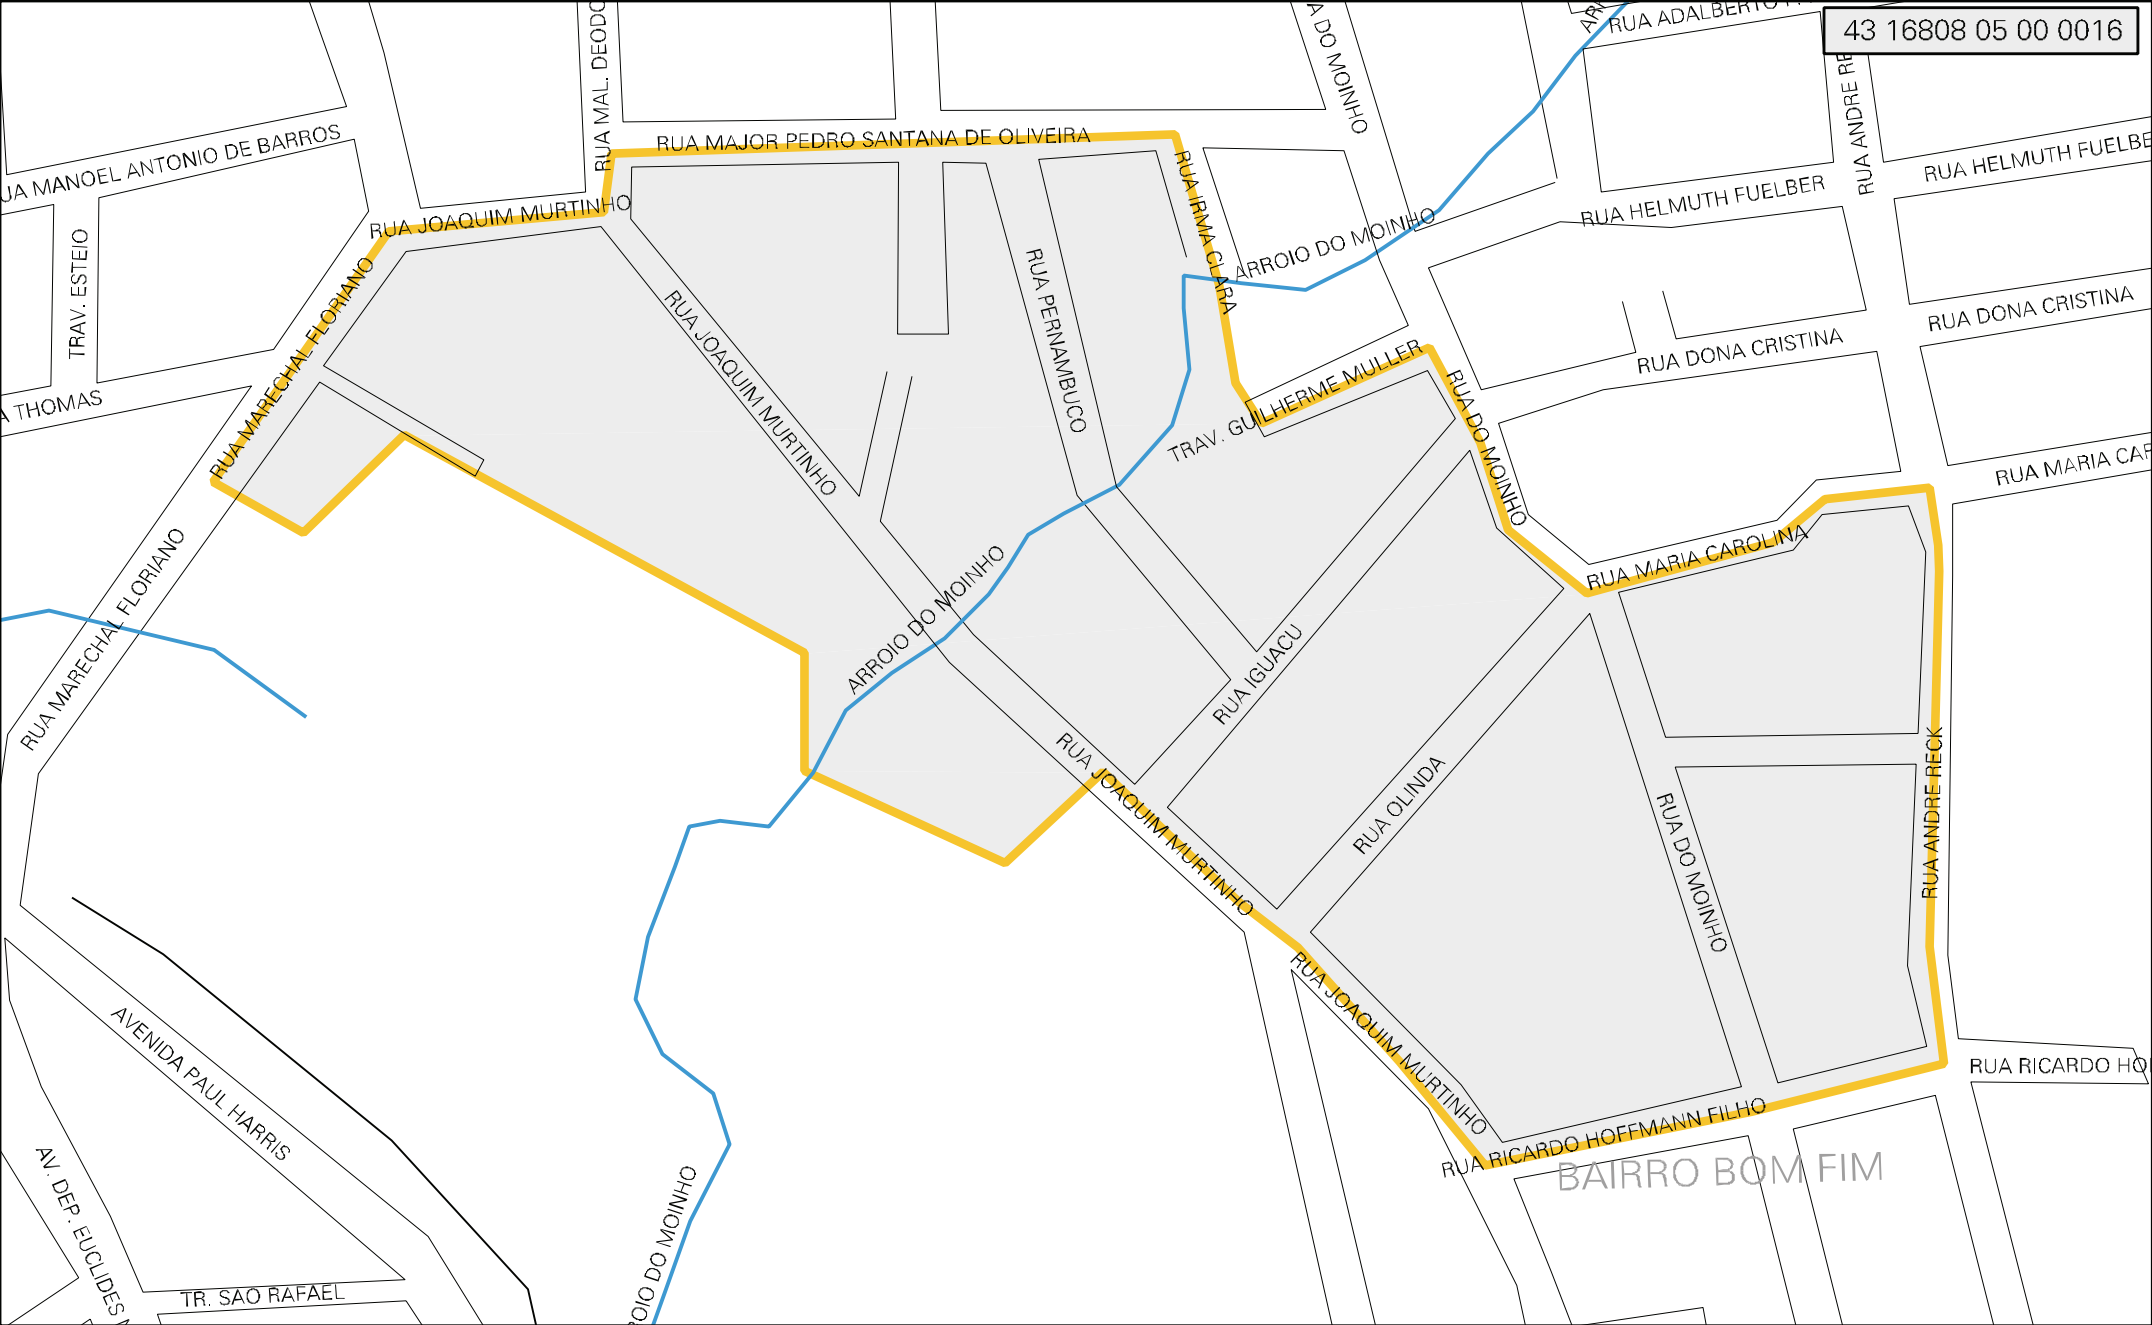 RUA ADALBERTO
43 16808 05 00 0016
RUA MAL. DEODO
A DO MOINHO
RUA ANDRE RE
RUA MAJOR PEDRO SANTANA DE OLIVEIRA
UA MANOEL ANTONIO DE BARROS
RUA HELMUTH FUELBE
RUA HELMUTH FUELBER
RUA JOAQUIM MURTINHO
RUA IRMA CLARA
ARROIO DO MOINHO
TRAV. ESTEIO
RUA MARECHAL FLORIANO
RUA JOAQUIM MURTINHO
RUA PERNAMBUCO
RUA DONA CRISTINA
RUA DONA CRISTINA
TRAV. GUILHERME MULLER
RUA DO MOINHO
A THOMAS
RUA MARIA CAR
RUA MARIA CAROLINA
RUA MARECHAL FLORIANO
ARROIO DO MOINHO
RUA IGUACU
RUA JOAQUIM MURTINHO
RUA OLINDA
RUA DO MOINHO
RUA ANDRE RECK
RUA JOAQUIM MURTINHO
AVENIDA PAUL HARRIS
RUA RICARDO HO
RUA RICARDO HOFFMANN FILHO
BAIRRO BOM FIM
AV. DEP. EUCLIDES N
OIO DO MOINHO
TR. SAO RAFAEL